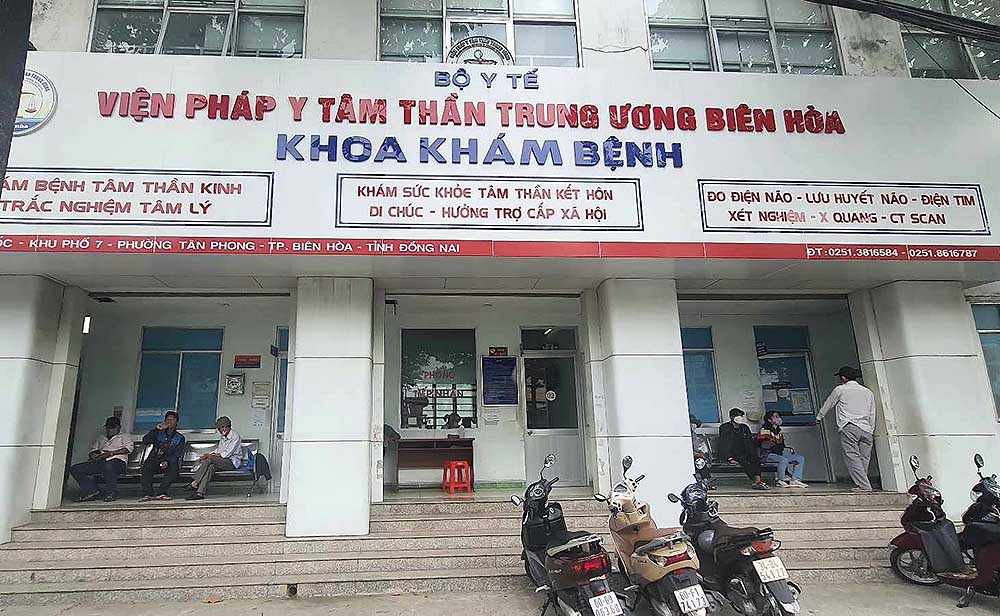 BỘ Y TẾ
VIỆN PHÁP Y TÂM THẦN TRUNG ƯƠNG BIÊN HÒA
KHOA KHÁM BỆNH
ÁM BỆNH TÂM THẦN KINH
TRẮC NGHIỆM TÂM LÝ
KHÁM SỨC KHỎE TÂM THẦN KẾT HÔN
DI CHÚC - HƯỞNG TRỢ CẤP XÃ HỘI
ĐO ĐIỆN NÃO - LƯU HUYẾT NÃO - ĐIỆN TIM
XÉT NGHIỆM - X QUANG - CT SCAN
ỐC - KHU PHỐ 7 - PHƯỜNG TÂN PHONG - TP. BIÊN HÒA - TỈNH ĐỒNG NAI
ĐT: 0251.3816584 - 0251.8616787
PHÒNG